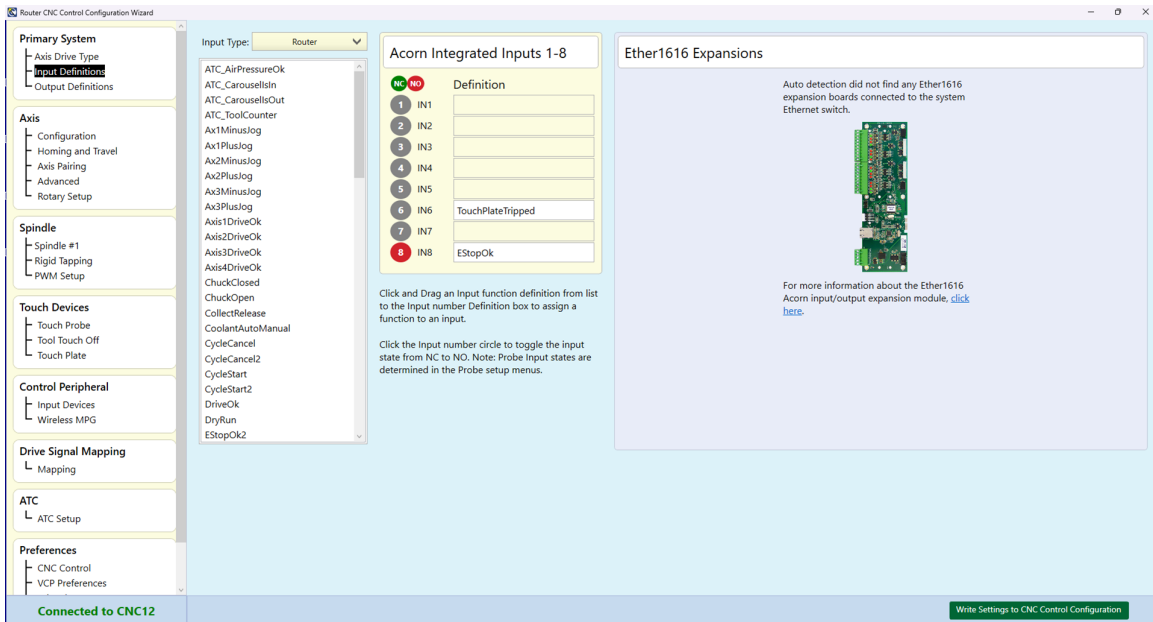 Router CNC Control Configuration Wizard
Primary System
Axis Drive Type
Input Definitions
Output Definitions
Axis
Configuration
Homing and Travel
Axis Pairing
Advanced
Rotary Setup
Spindle
Spindle #1
Rigid Tapping
PWM Setup
Touch Devices
Touch Probe
Tool Touch Off
Touch Plate
Control Peripheral
Input Devices
Wireless MPG
Drive Signal Mapping
Mapping
ATC
ATC Setup
Preferences
CNC Control
VCP Preferences
Connected to CNC12
Input Type: Router
ATC_AirPressureOk
ATC_CarouselIsIn
ATC_CarouselIsOut
ATC_ToolCounter
Ax1MinusJog
Ax1PlusJog
Ax2MinusJog
Ax2PlusJog
Ax3MinusJog
Ax3PlusJog
Axis1DriveOk
Axis2DriveOk
Axis3DriveOk
Axis4DriveOk
ChuckClosed
ChuckOpen
CollectRelease
CoolantAutoManual
CycleCancel
CycleCancel2
CycleStart
CycleStart2
DriveOk
DryRun
EStopOk2
Acorn Integrated Inputs 1-8
NC NO Definition
1 IN1
2 IN2
3 IN3
4 IN4
5 IN5
6 IN6 TouchPlateTripped
7 IN7
8 IN8 EStopOk
Click and Drag an Input function definition from list
to the Input number Definition box to assign a
function to an input.
Click the Input number circle to toggle the input
state from NC to NO. Note: Probe Input states are
determined in the Probe setup menus.
Ether1616 Expansions
Auto detection did not find any Ether1616
expansion boards connected to the system
Ethernet switch.
For more information about the Ether1616
Acorn input/output expansion module, click
here.
Write Settings to CNC Control Configuration